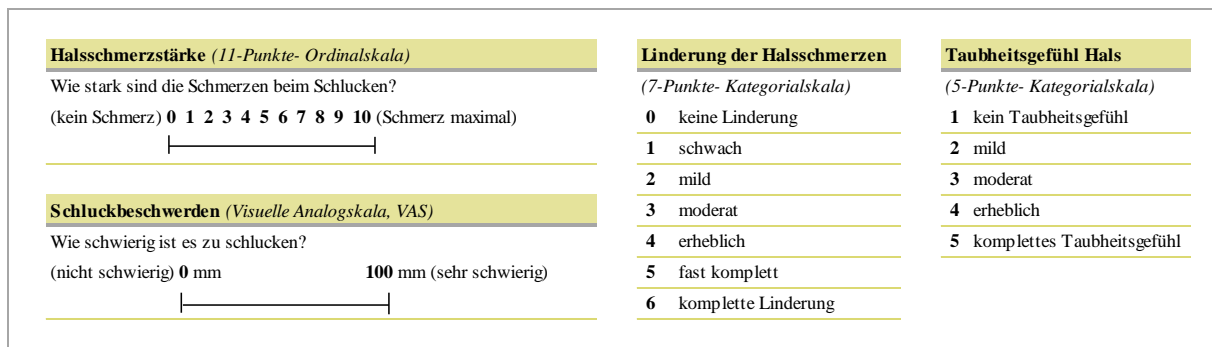 Halsschmerzstärke (11-Punkte- Ordinalskala)
Wie stark sind die Schmerzen beim Schlucken?
(kein Schmerz) 0 1 2 3 4 5 6 7 8 9 10 (Schmerz maximal)
Schluckbeschwerden (Visuelle Analogskala, VAS)
Wie schwierig ist es zu schlucken?
(nicht schwierig) 0 mm 100 mm (sehr schwierig)
Linderung der Halsschmerzen
(7-Punkte- Kategorialskala)
0 keine Linderung
1 schwach
2 mild
3 moderat
4 erheblich
5 fast komplett
6 komplette Linderung
Taubheitsgefühl Hals
(5-Punkte- Kategorialskala)
1 kein Taubheitsgefühl
2 mild
3 moderat
4 erheblich
5 komplettes Taubheitsgefühl